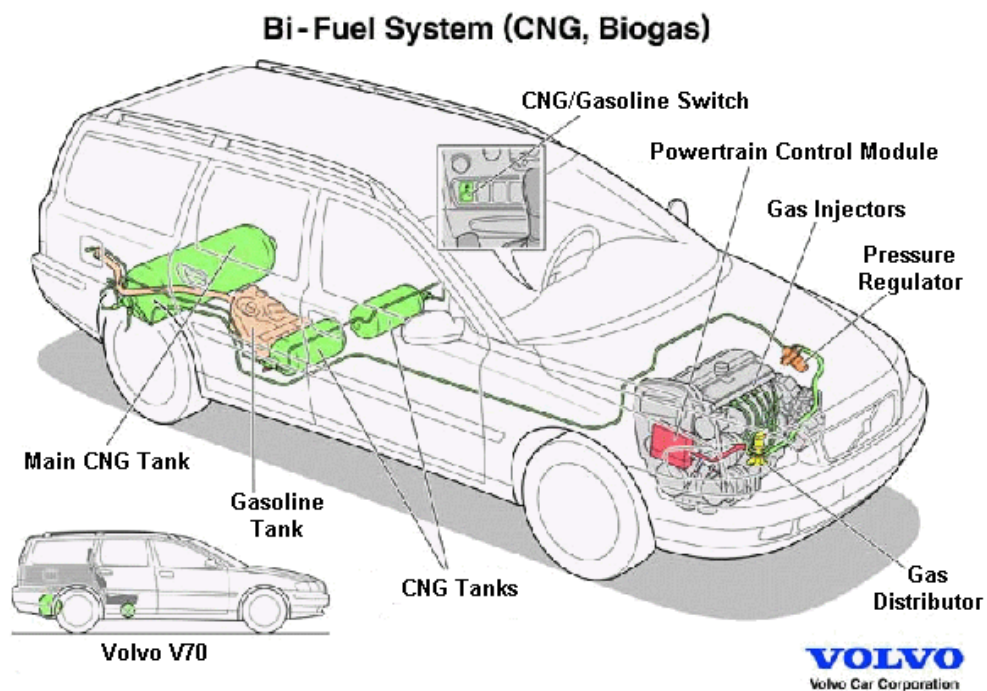 Bi-Fuel System (CNG, Biogas)
CNG/Gasoline Switch
Powertrain Control Module
Gas Injectors
Pressure
Regulator
Main CNG Tank
Gasoline
Tank
CNG Tanks
Gas
Distributor
Volvo V70
VOLVO
Volvo Car Corporation